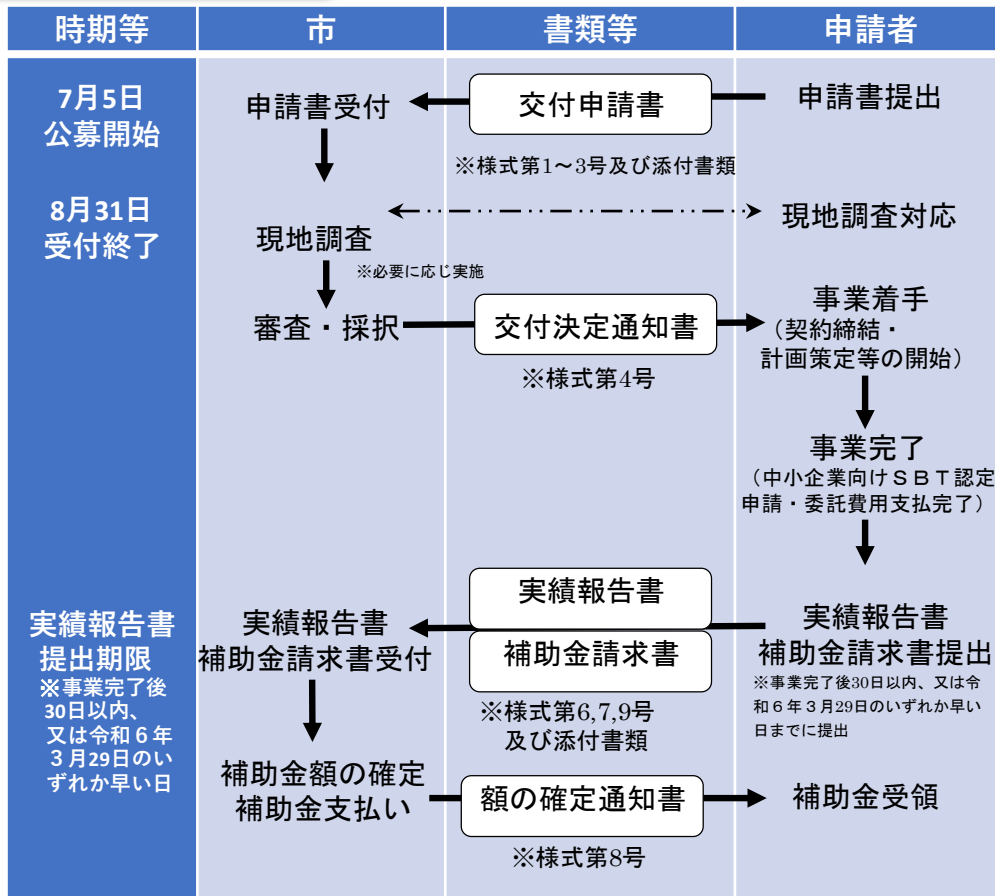 時期等 市 書類等 申請者
7月5日
公募開始
申請書受付
交付申請書
申請書提出
※様式第1～3号及び添付書類
8月31日
受付終了
現地調査
※必要に応じ実施
現地調査対応
審査・採択
交付決定通知書
※様式第4号
事業着手
（契約締結・
計画策定等の開始）
事業完了
（中小企業向けＳＢＴ認定
申請・委託費用支払完了）
実績報告書
提出期限
※事業完了後
30日以内、
又は令和６年
３月29日のい
ずれか早い日
実績報告書
補助金請求書受付
実績報告書
補助金請求書
※様式第6,7,9号
及び添付書類
実績報告書
補助金請求書提出
※事業完了後30日以内、又は令
和６年３月29日のいずれか早い
日までに提出
補助金額の確定
補助金支払い
額の確定通知書
※様式第8号
補助金受領